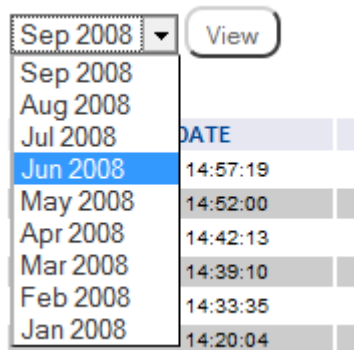 Sep 2008 View
Sep 2008
Aug 2008
Jul 2008 DATE
Jun 2008 14:57:19
May 2008 14:52:00
Apr 2008 14:42:13
Mar 2008 14:39:10
Feb 2008 14:33:35
Jan 2008 14:20:04